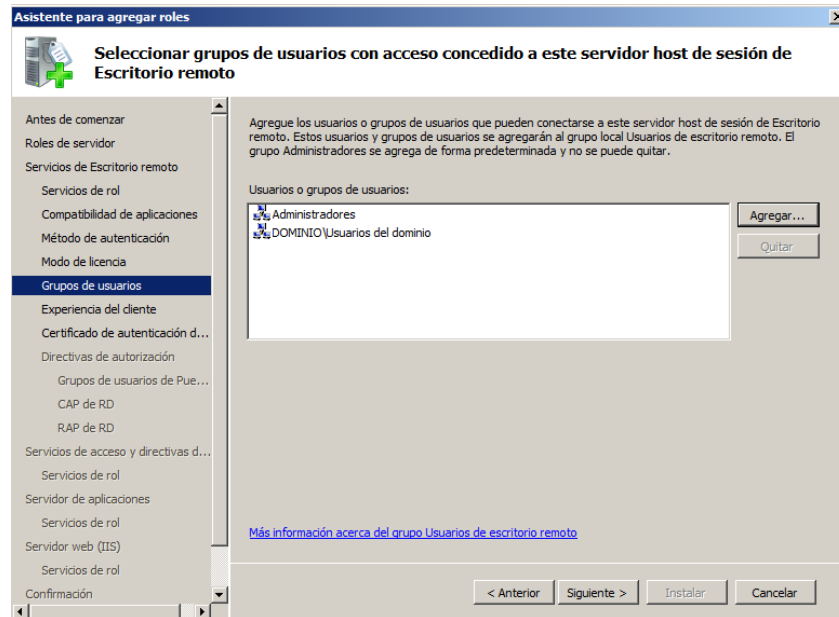 Asistente para agregar roles
Seleccionar grupos de usuarios con acceso concedido a este servidor host de sesión de
Escritorio remoto
Antes de comenzar
Roles de servidor
Servicios de Escritorio remoto
Servicios de rol
Compatibilidad de aplicaciones
Método de autenticación
Modo de licencia
Grupos de usuarios
Experiencia del cliente
Certificado de autenticación d...
Directivas de autorización
Grupos de usuarios de Pue...
CAP de RD
RAP de RD
Servicios de acceso y directivas d...
Servicios de rol
Servidor de aplicaciones
Servicios de rol
Servidor web (IIS)
Servicios de rol
Confirmación
Agregue los usuarios o grupos de usuarios que pueden conectarse a este servidor host de sesión de Escritorio
remoto. Estos usuarios y grupos de usuarios se agregarán al grupo local Usuarios de escritorio remoto. El
grupo Administradores se agrega de forma predeterminada y no se puede quitar.
Usuarios o grupos de usuarios:
Administradores
DOMINIO\Usuarios del dominio
Agregar...
Quitar
Más información acerca del grupo Usuarios de escritorio remoto
< Anterior
Siguiente >
Instalar
Cancelar